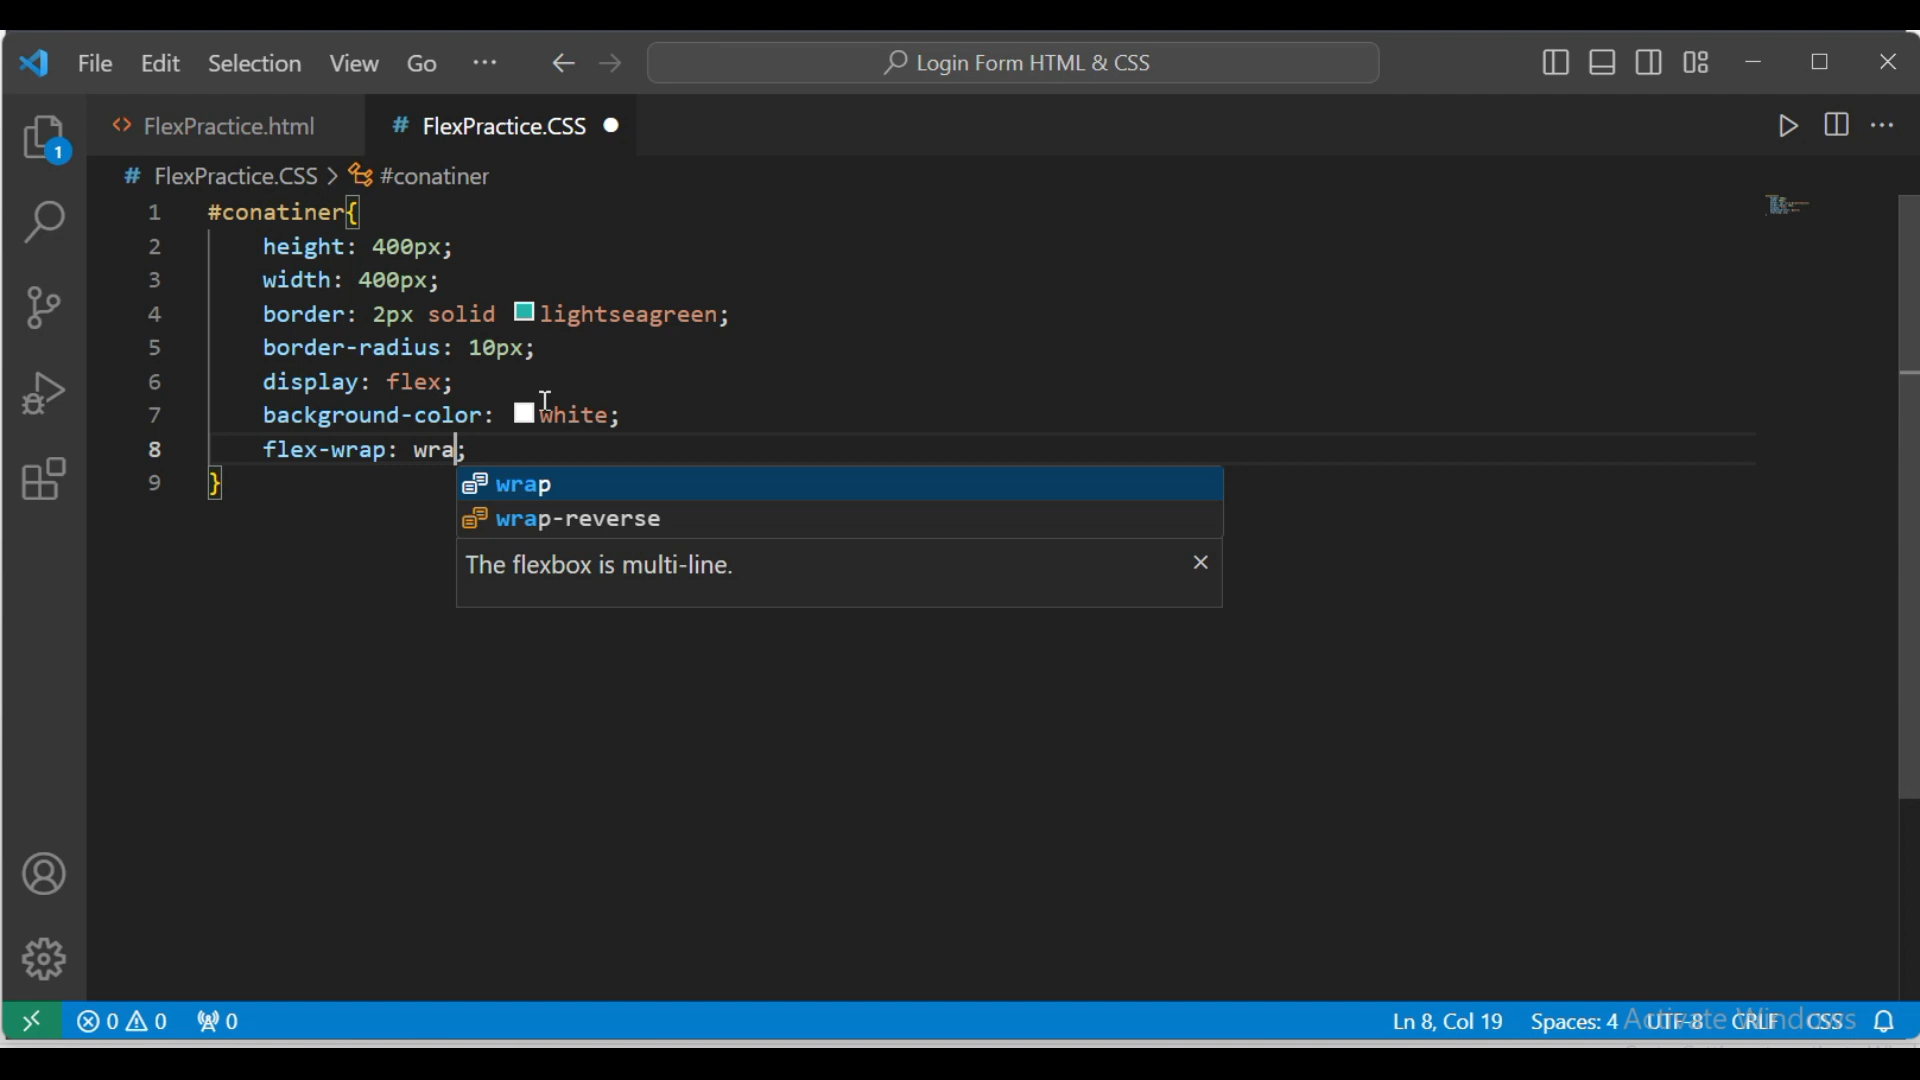 File Edit Selection View Go ··· Login Form HTML & CSS
FlexPractice.html # FlexPractice.CSS
# FlexPractice.CSS > #conatiner
1 #conatiner{
2 height: 400px;
3 width: 400px;
4 border: 2px solid lightseagreen;
5 border-radius: 10px;
6 display: flex;
7 background-color: white;
8 flex-wrap: wra;
9 }
wrap
wrap-reverse
The flexbox is multi-line.
1
0 0 0 Ln 8, Col 19 Spaces: 4 UTF-8 CRLF CSS
Activate Windows